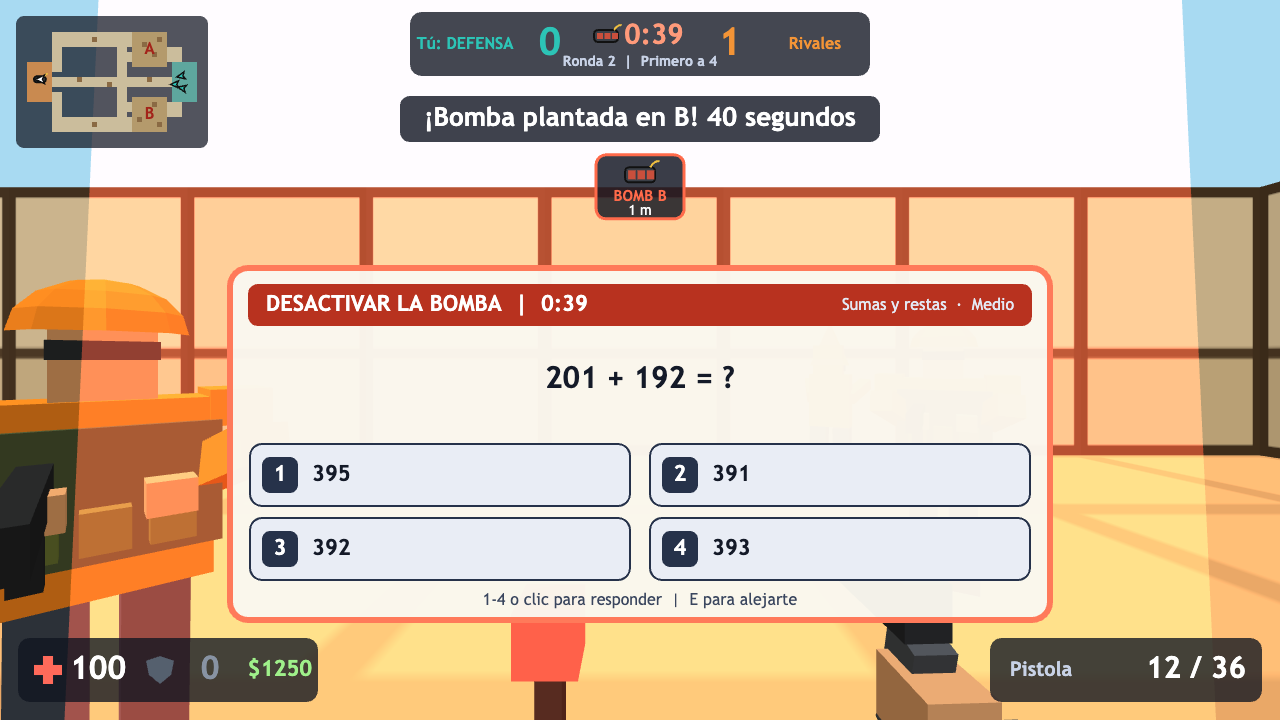 A
B
Tú: DEFENSA
0
0:39
1
Rivales
Ronda 2 | Primero a 4
¡Bomba plantada en B! 40 segundos
BOMB B
1 m
DESACTIVAR LA BOMBA | 0:39
Sumas y restas · Medio
201 + 192 = ?
1 395
2 391
3 392
4 393
1-4 o clic para responder | E para alejarte
100
0
$1250
Pistola
12 / 36